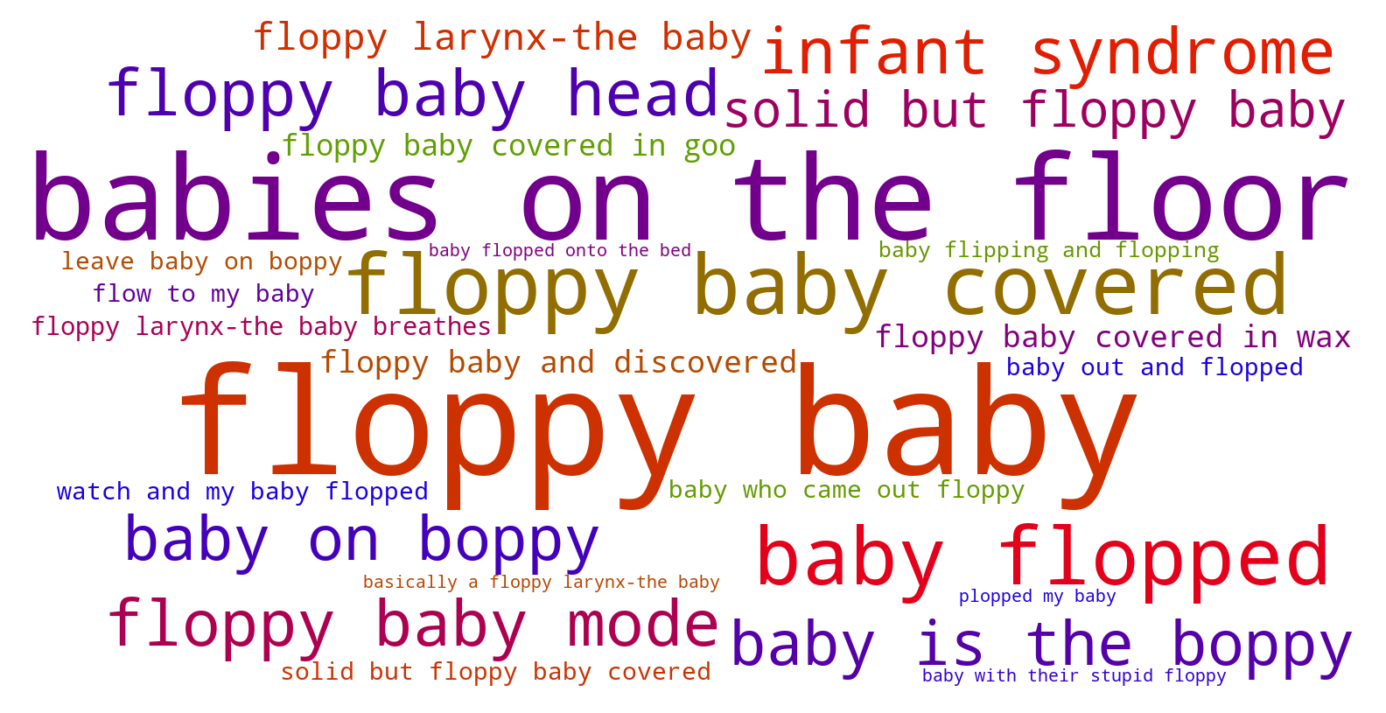 floppy larynx-the baby
infant syndrome
floppy baby head
solid but floppy baby
floppy baby covered in goo
babies on the floor
baby flopped onto the bed
baby flipping and flopping
leave baby on boppy
floppy baby covered
flow to my baby
floppy larynx-the baby breathes
floppy baby covered in wax
floppy baby and discovered
baby out and flopped
floppy baby
watch and my baby flopped
baby who came out floppy
baby on boppy
baby flopped
basically a floppy larynx-the baby
plopped my baby
floppy baby mode
baby is the boppy
solid but floppy baby covered
baby with their stupid floppy